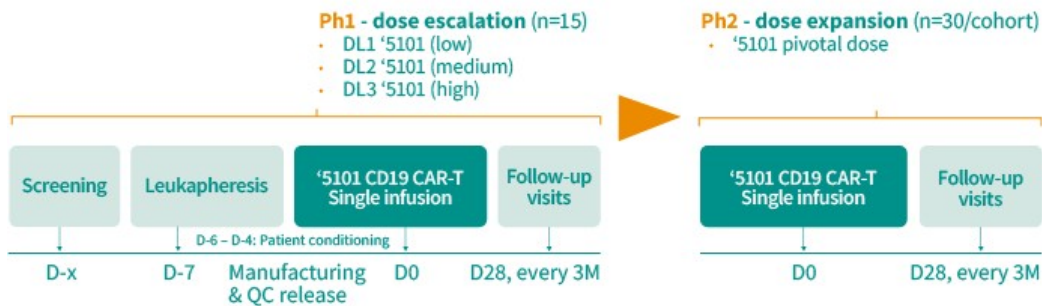 Ph1 - dose escalation (n=15)
• DL1 ‘5101 (low)
• DL2 ‘5101 (medium)
• DL3 ‘5101 (high)
Ph2 - dose expansion (n=30/cohort)
• ‘5101 pivotal dose
Screening
Leukapheresis
‘5101 CD19 CAR-T
Single infusion
Follow-up
visits
‘5101 CD19 CAR-T
Single infusion
Follow-up
visits
D-6 – D-4: Patient conditioning
D-x
D-7
Manufacturing
& QC release
D0
D28, every 3M
D0
D28, every 3M